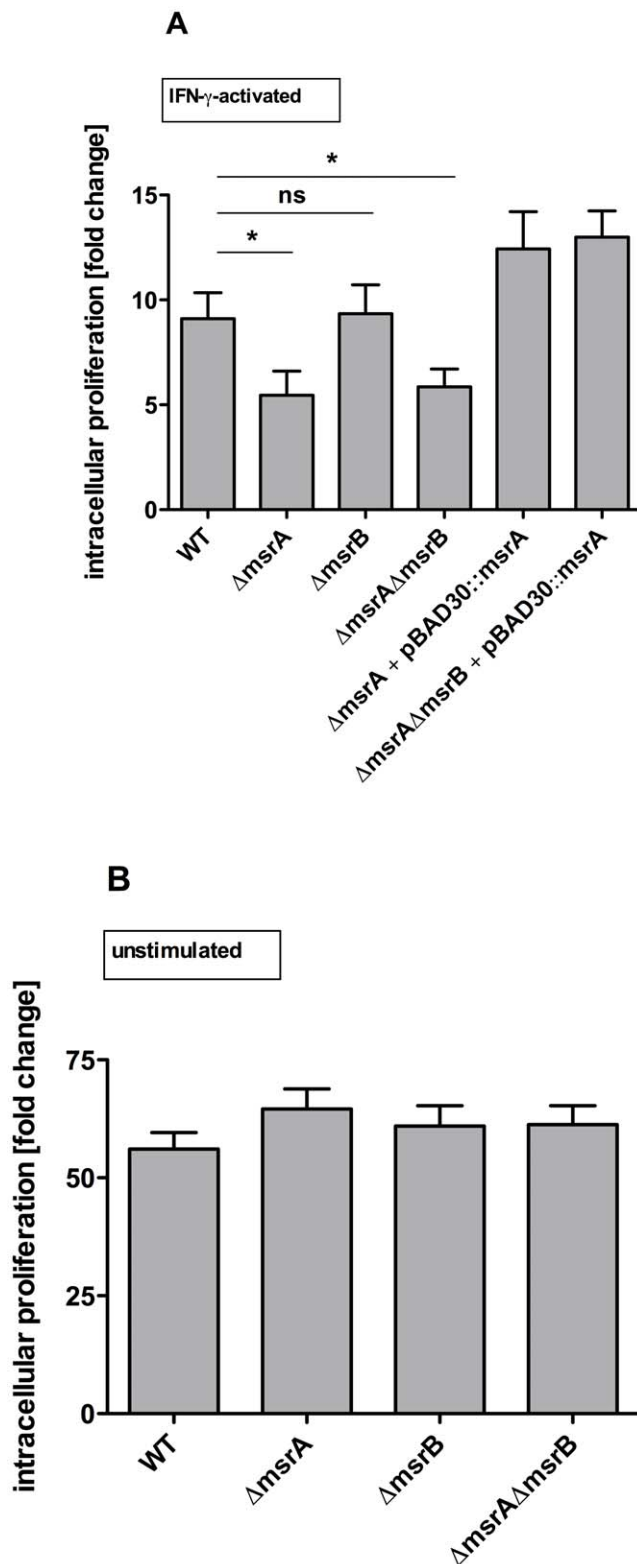 A
IFN-γ-activated
intracellular proliferation [fold change]
*
ns
*
15
10
5
0
WT
ΔmsrA
ΔmsrB
ΔmsrAΔmsrB
ΔmsrA + pBAD30::msrA
ΔmsrAΔmsrB + pBAD30::msrA
B
unstimulated
intracellular proliferation [fold change]
75
50
25
0
WT
ΔmsrA
ΔmsrB
ΔmsrAΔmsrB